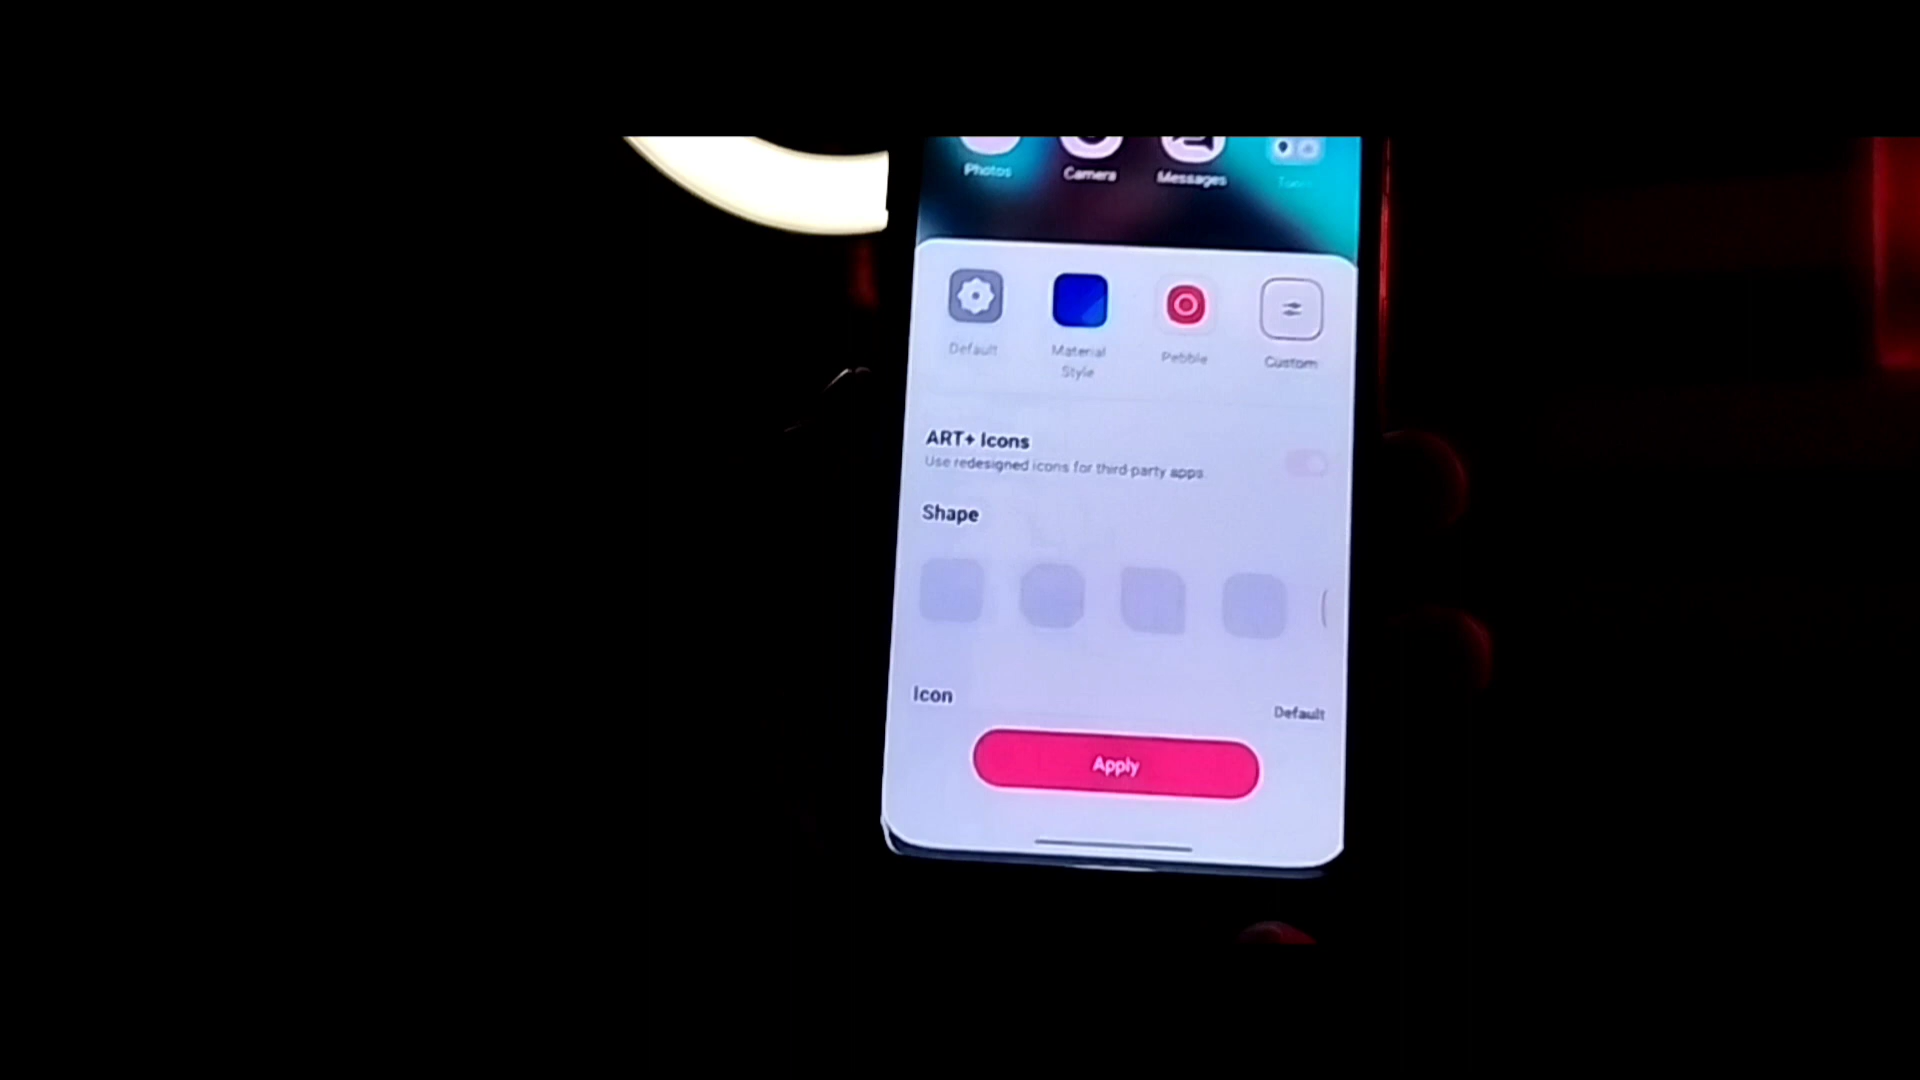 Photos Camera Messages
Default Material Style Pebble Custom
ART+ Icons
Use redesigned icons for third-party apps
Shape
Icon Default
Apply